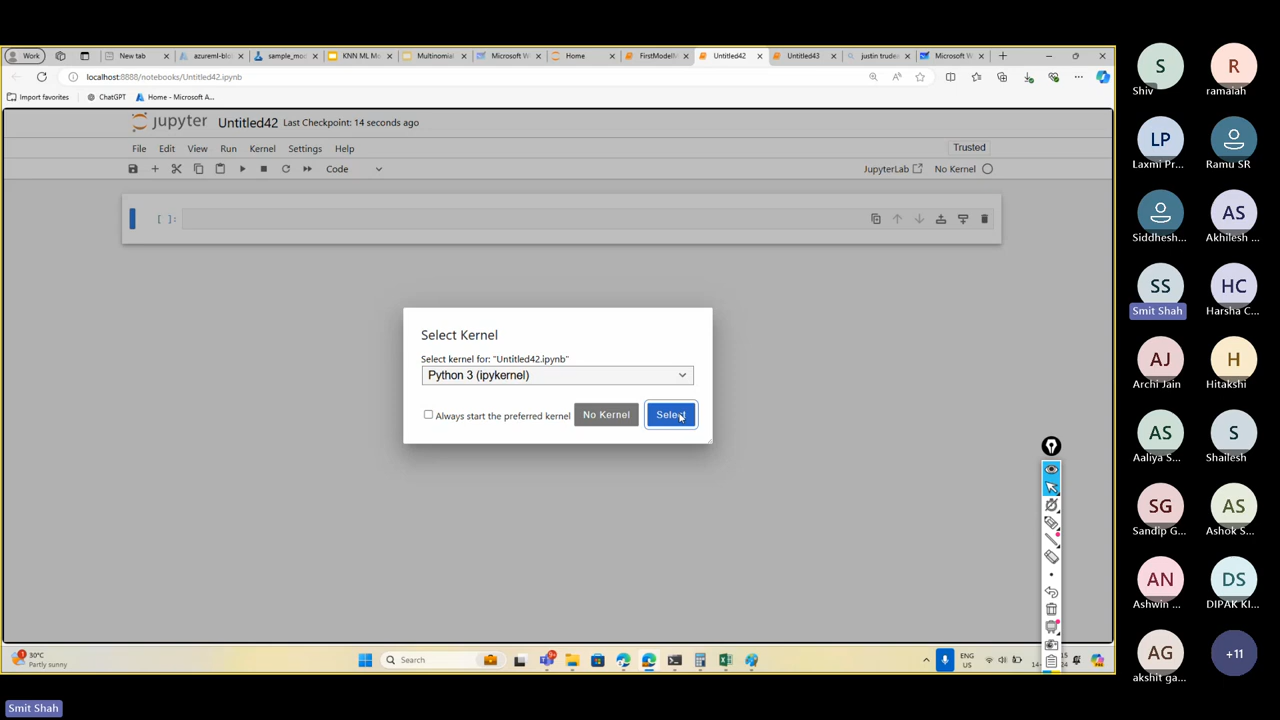 Work
New tab
azureml-blo
sample_mo
KNN ML Mo
Multinomial
Microsoft W
Home
FirstModelR
Untitled42
Untitled43
justin trude
Microsoft W
localhost:8888/notebooks/Untitled42.ipynb
Import favorites
ChatGPT
Home - Microsoft A...
jupyter
Untitled42
Last Checkpoint: 14 seconds ago
File
Edit
View
Run
Kernel
Settings
Help
Trusted
Code
JupyterLab
No Kernel
[ ]:
Select Kernel
Select kernel for: "Untitled42.ipynb"
Python 3 (ipykernel)
Always start the preferred kernel
No Kernel
Select
30°C
Partly sunny
Search
ENG
US
S
Shiv
R
ramaiah
LP
Laxmi Pr...
Ramu SR
Siddhesh...
AS
Akhilesh ...
SS
Smit Shah
HC
Harsha C...
AJ
Archi Jain
H
Hitakshi
AS
Aaliya S...
S
Shailesh
SG
Sandip G...
AS
Ashok S...
AN
Ashwin ...
DS
DIPAK KI...
AG
akshit ga...
+11
Smit Shah